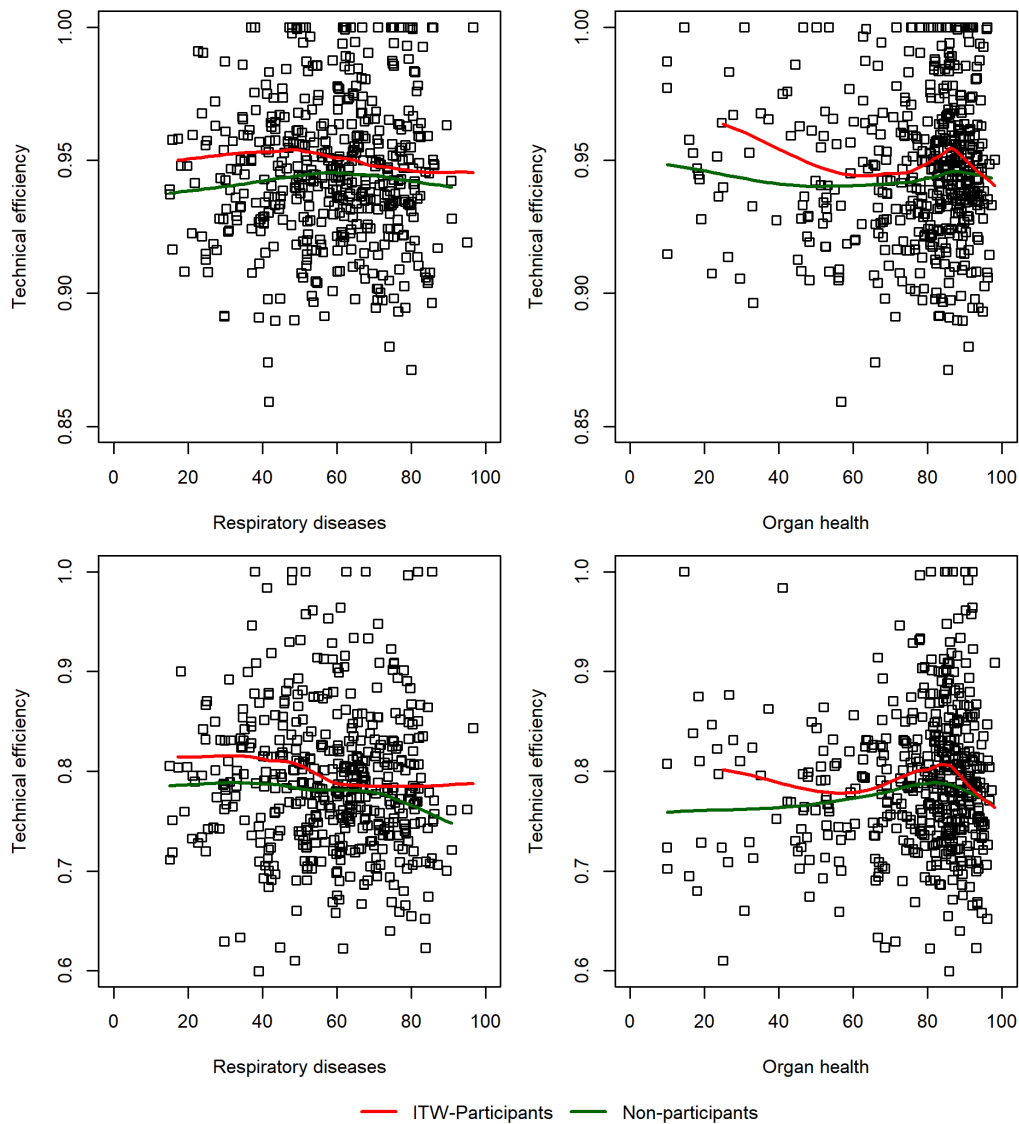 1.00
0.95
0.90
0.85
Technical efficiency
0 20 40 60 80 100
Respiratory diseases
1.00
0.95
0.90
0.85
Technical efficiency
0 20 40 60 80 100
Organ health
1.0
0.9
0.8
0.7
0.6
Technical efficiency
0 20 40 60 80 100
Respiratory diseases
1.0
0.9
0.8
0.7
0.6
Technical efficiency
0 20 40 60 80 100
Organ health
ITW-Participants Non-participants